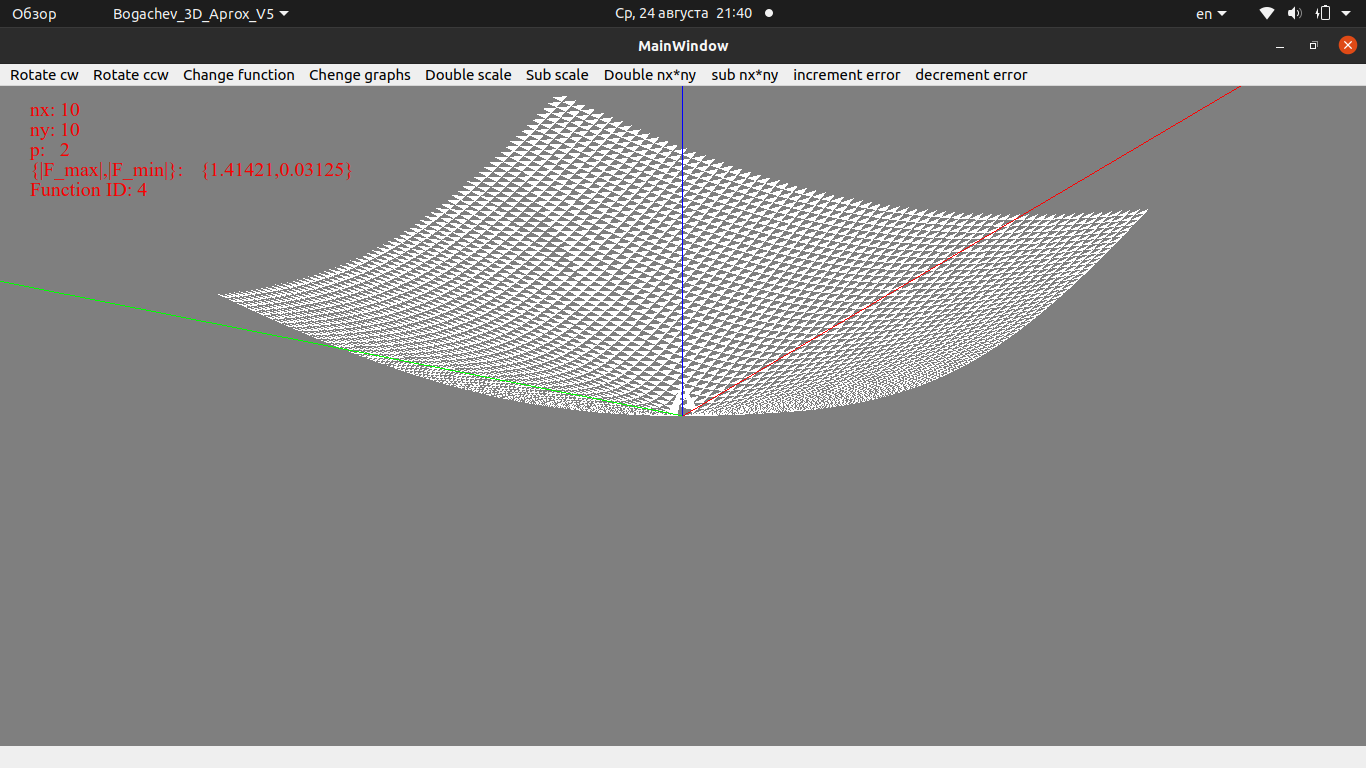 Обзор Bogachev_3D_Aprox_V5 Ср, 24 августа 21:40 en
MainWindow
Rotate cw Rotate ccw Change function Chenge graphs Double scale Sub scale Double nx*ny sub nx*ny increment error decrement error
nx: 10
ny: 10
p: 2
{|F_max|,|F_min|}: {1.41421,0.03125}
Function ID: 4